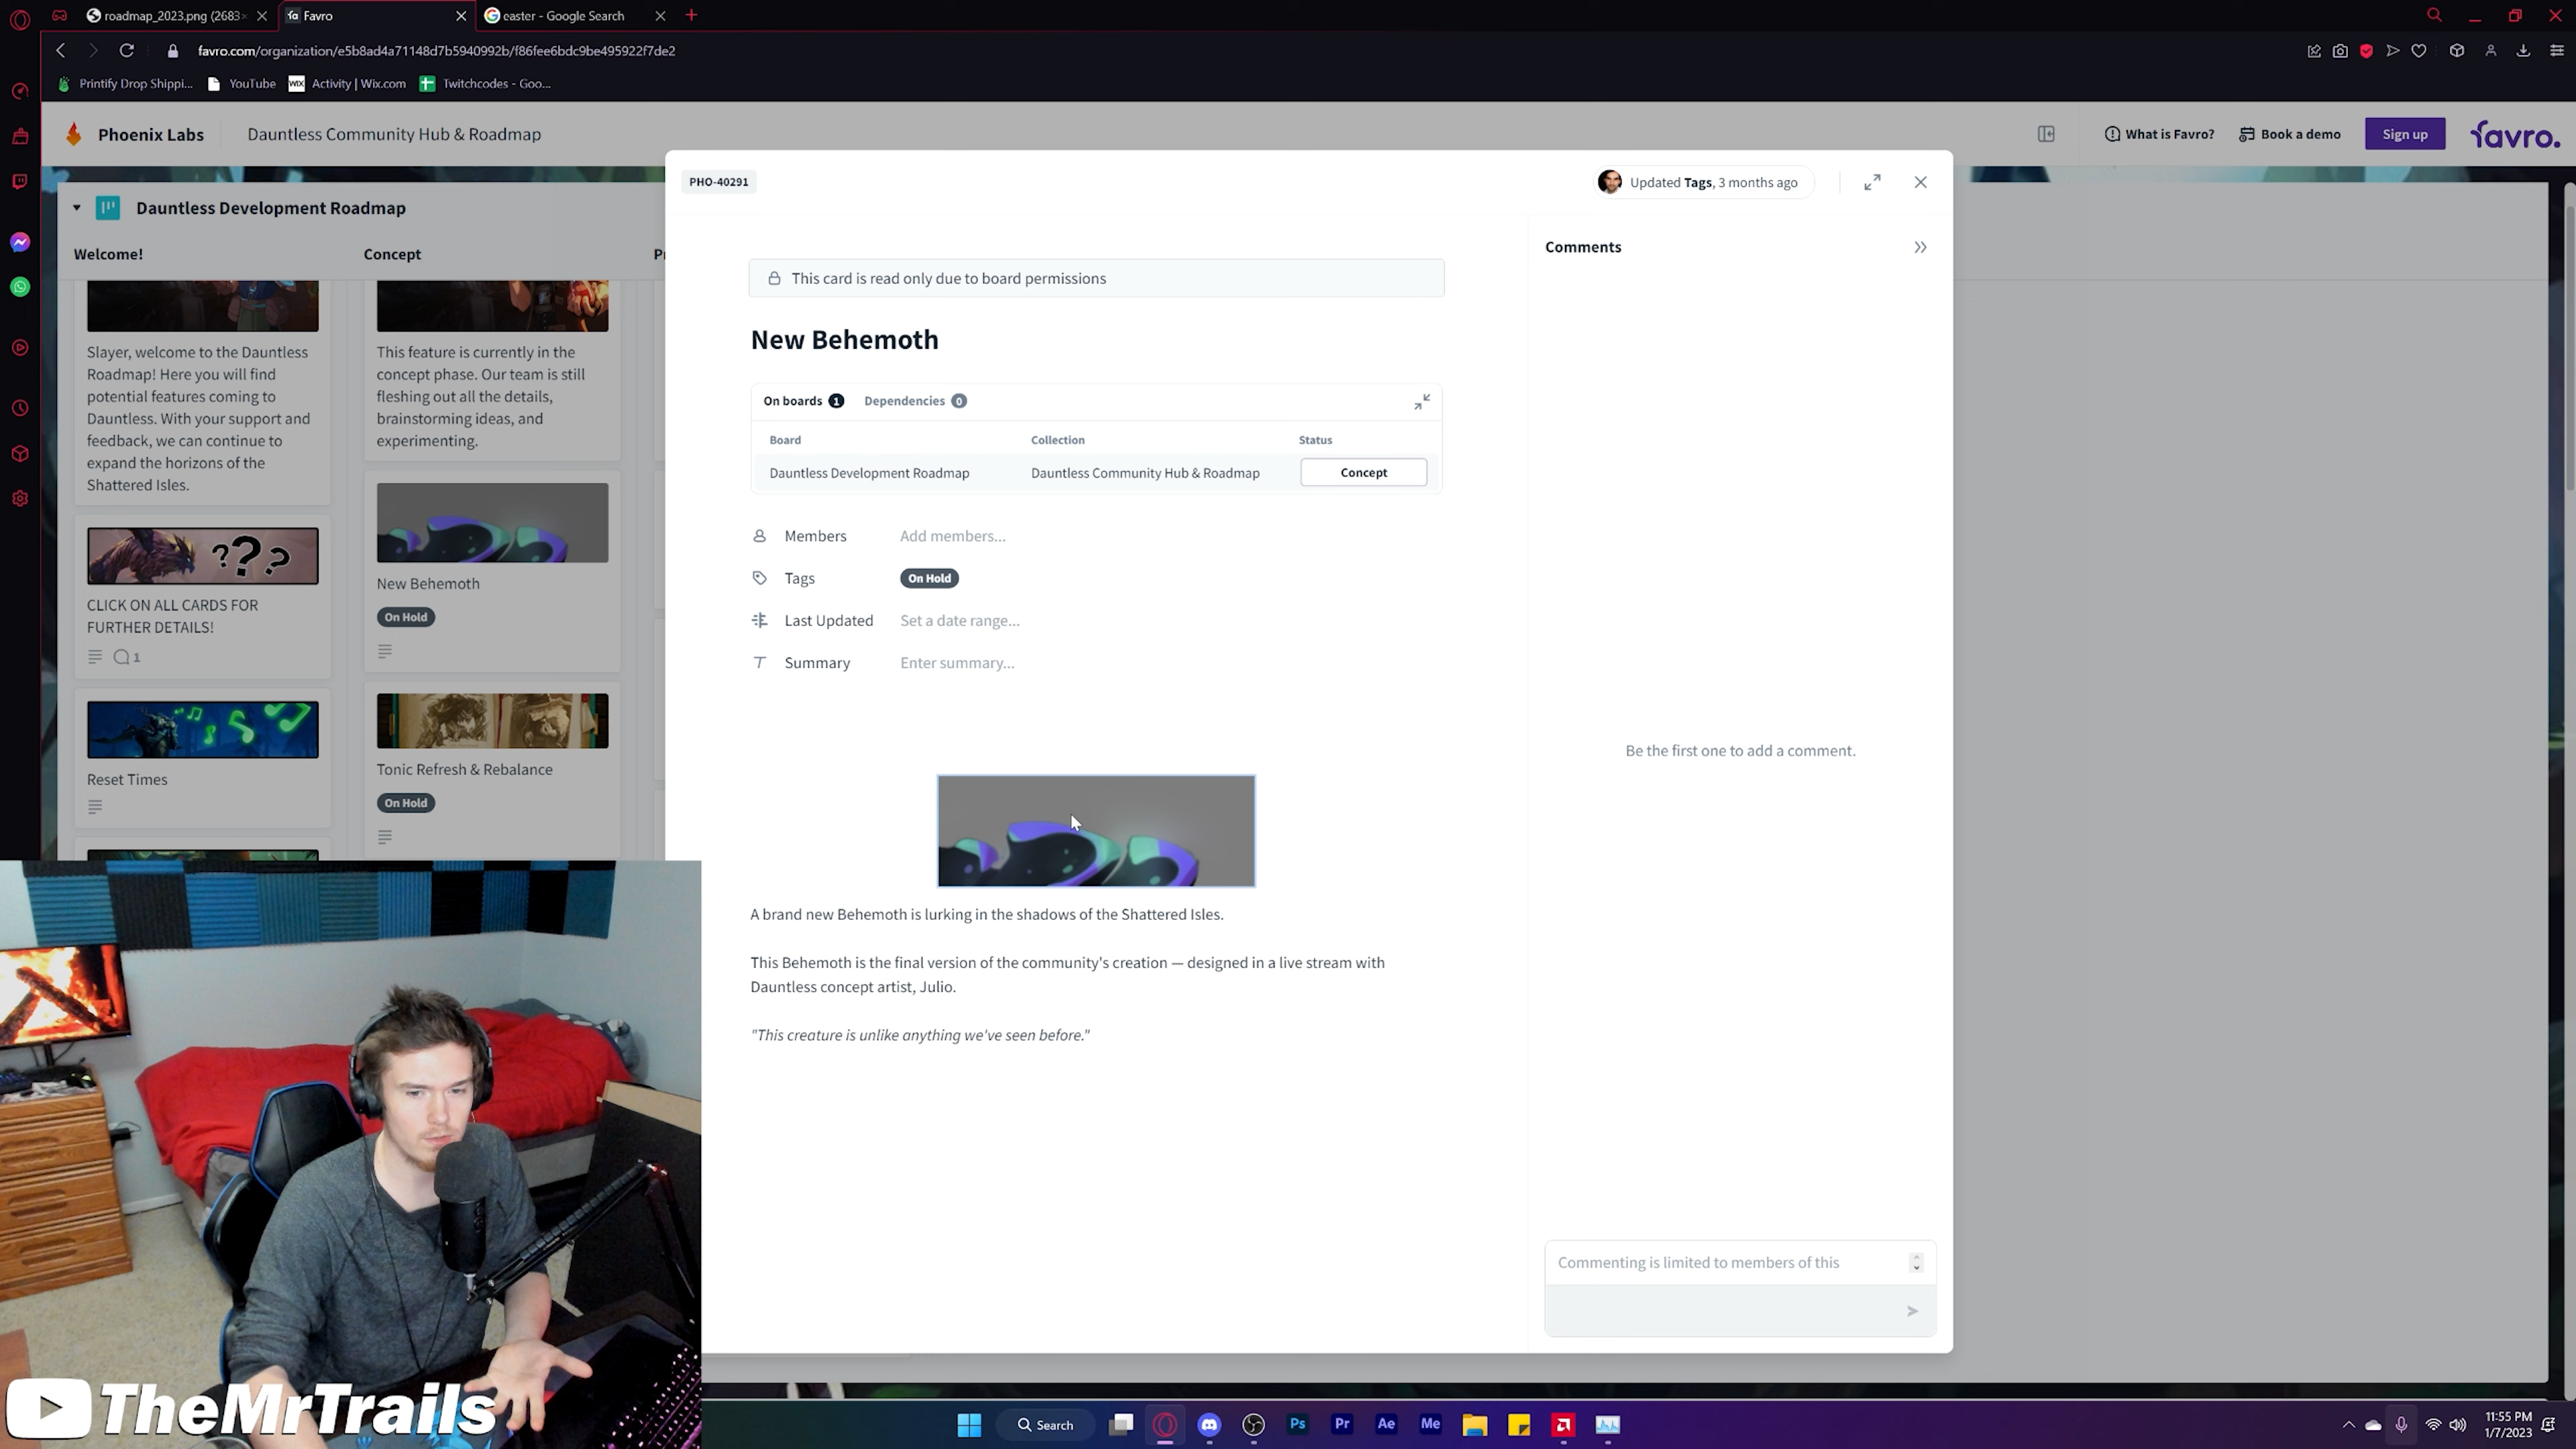 roadmap_2023.png (2683×
Favro
easter - Google Search
favro.com/organization/e5b8ad4a71148d7b5940992b/f86fee6bdc9be495922f7de2
Printify Drop Shippi...
YouTube
WIX Activity | Wix.com
Twitchcodes - Goo...
Phoenix Labs
Dauntless Community Hub & Roadmap
What is Favro?
Book a demo
Sign up
favro.
Dauntless Development Roadmap
Welcome!
Slayer, welcome to the Dauntless
Roadmap! Here you will find
potential features coming to
Dauntless. With your support and
feedback, we can continue to
expand the horizons of the
Shattered Isles.
???
CLICK ON ALL CARDS FOR
FURTHER DETAILS!
1
Reset Times
Concept
This feature is currently in the
concept phase. Our team is still
fleshing out all the details,
brainstorming ideas, and
experimenting.
New Behemoth
On Hold
Tonic Refresh & Rebalance
On Hold
PHO-40291
Updated Tags, 3 months ago
This card is read only due to board permissions
New Behemoth
On boards 1 Dependencies 0
Board Collection Status
Dauntless Development Roadmap Dauntless Community Hub & Roadmap Concept
Members Add members...
Tags On Hold
Last Updated Set a date range...
Summary Enter summary...
A brand new Behemoth is lurking in the shadows of the Shattered Isles.
This Behemoth is the final version of the community's creation — designed in a live stream with
Dauntless concept artist, Julio.
"This creature is unlike anything we've seen before."
Comments
Be the first one to add a comment.
Commenting is limited to members of this
TheMrTrails
Search
Ps
Pr
Ae
Me
11:55 PM
1/7/2023